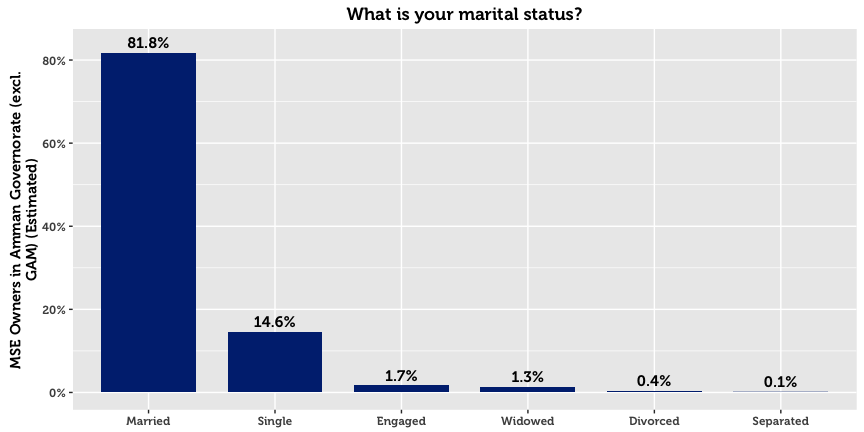 What is your marital status?
MSE Owners in Amman Governorate (excl.
GAM) (Estimated)
80%
60%
40%
20%
0%
81.8%
14.6%
1.7%
1.3%
0.4%
0.1%
Married
Single
Engaged
Widowed
Divorced
Separated